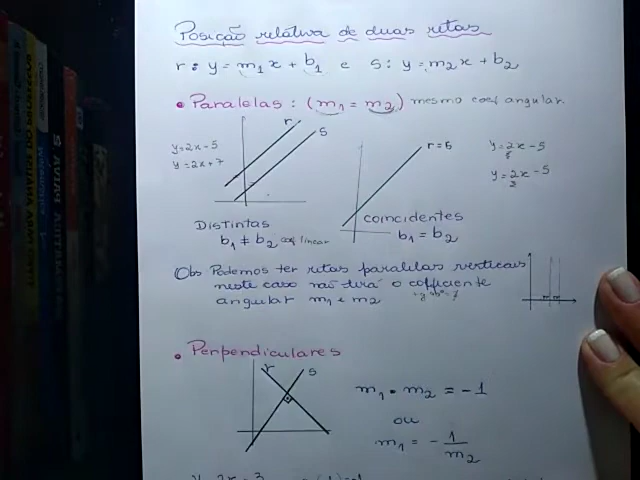 Posição relativa de duas retas
r: y = m₁x + b₁ e s: y = m₂x + b₂
• Paralelas: (m₁ = m₂) mesmo coef angular.
r
s
y=2x-5
y=2x+7
Distintas
b₁ ≠ b₂ coef linear
r=s
y=2x-5
y=2x-5
coincidentes
b₁ = b₂
Obs Podemos ter retas paralelas verticais
neste caso não terá o coeficiente
angular m₁ e m₂
• Perpendiculares
r
s
m₁ • m₂ = -1
ou
m₁ = - 1/m₂